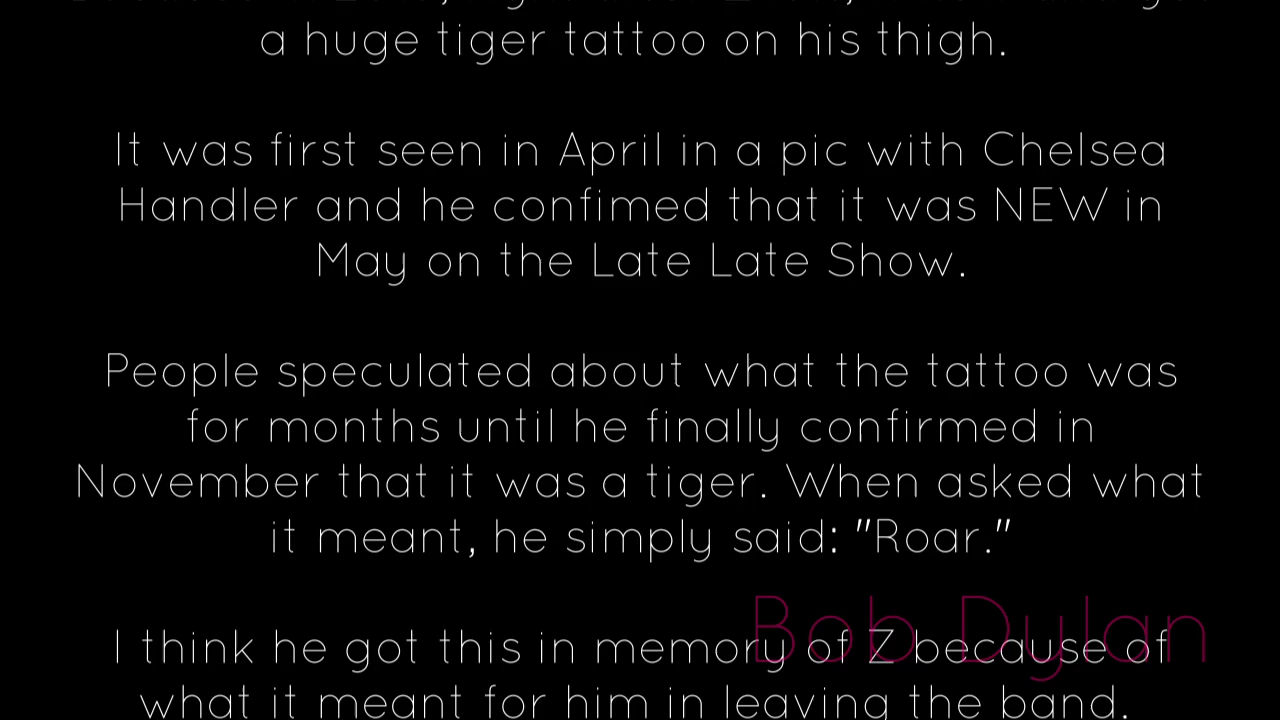 a huge tiger tattoo on his thigh.
It was first seen in April in a pic with Chelsea
Handler and he confimed that it was NEW in
May on the Late Late Show.
People speculated about what the tattoo was
for months until he finally confirmed in
November that it was a tiger. When asked what
it meant, he simply said: "Roar."
Bob Dylan
I think he got this in memory of Z because of
what it meant for him in leaving the band.